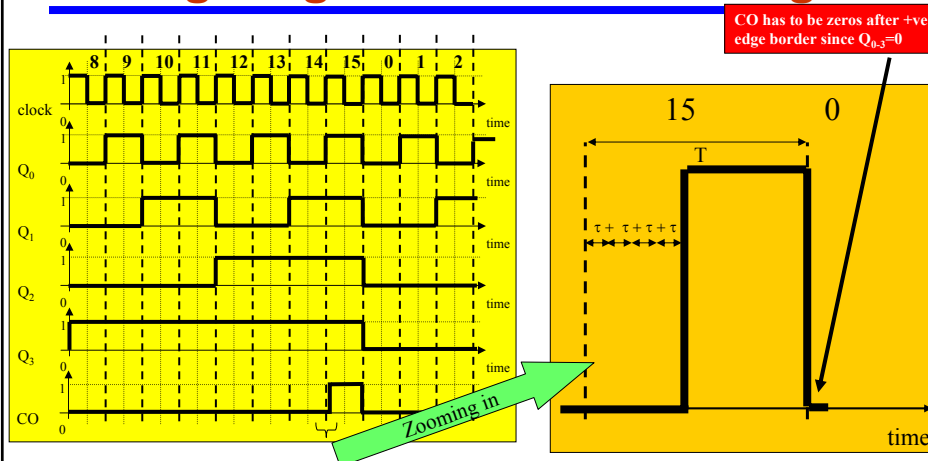 CO has to be zeros after +ve
edge border since Q0-3=0
8 9 10 11 12 13 14 15 0 1 2
1
clock
0
time
1
Q0
0
time
1
Q1
0
time
Q2
0
time
1
Q3
0
time
1
CO
0
Zooming in
15 0
T
τ+ τ+τ+τ
time